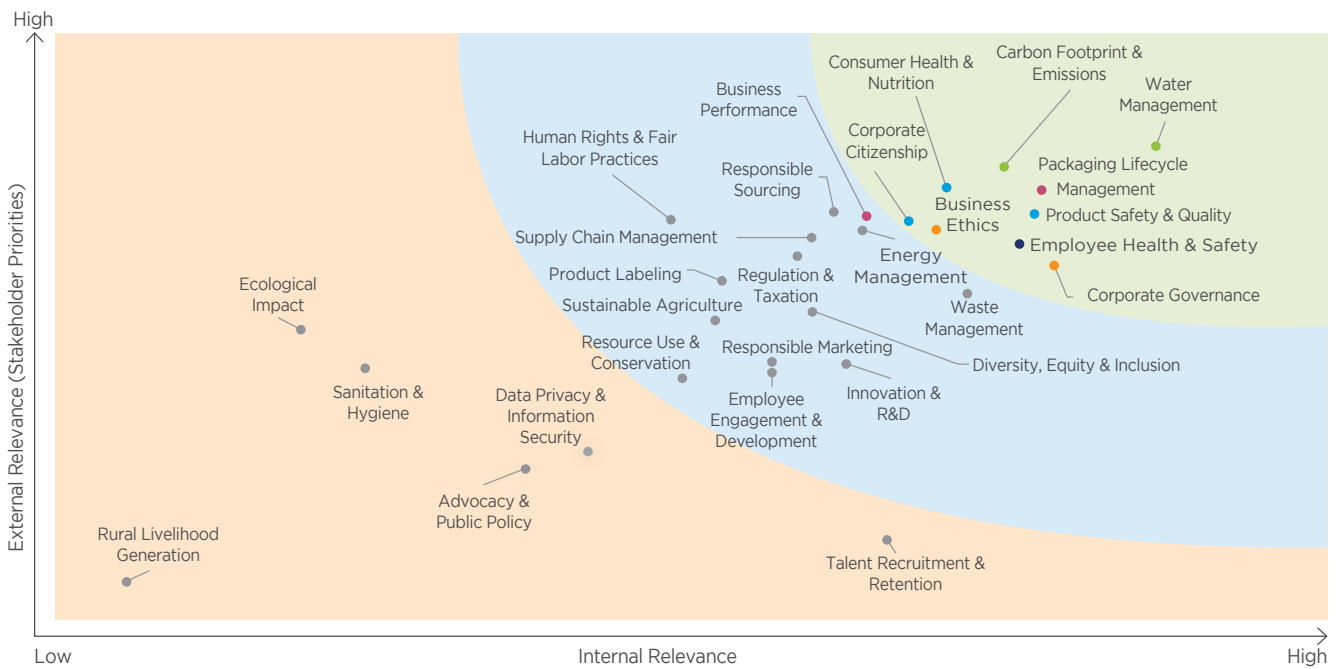 High
External Relevance (Stakeholder Priorities)
Carbon Footprint &
Emissions
Consumer Health &
Nutrition
Water
Management
Business
Performance
Corporate
Citizenship
Human Rights & Fair
Labor Practices
Responsible
Sourcing
Packaging Lifecycle
Management
Business
Ethics
Product Safety & Quality
Supply Chain Management
Employee Health & Safety
Energy
Management
Product Labeling
Regulation &
Taxation
Ecological
Impact
Corporate Governance
Sustainable Agriculture
Waste
Management
Resource Use &
Conservation
Responsible Marketing
Diversity, Equity & Inclusion
Sanitation &
Hygiene
Data Privacy &
Information
Security
Employee
Engagement &
Development
Innovation &
R&D
Advocacy &
Public Policy
Rural Livelihood
Generation
Talent Recruitment &
Retention
Low
Internal Relevance
High